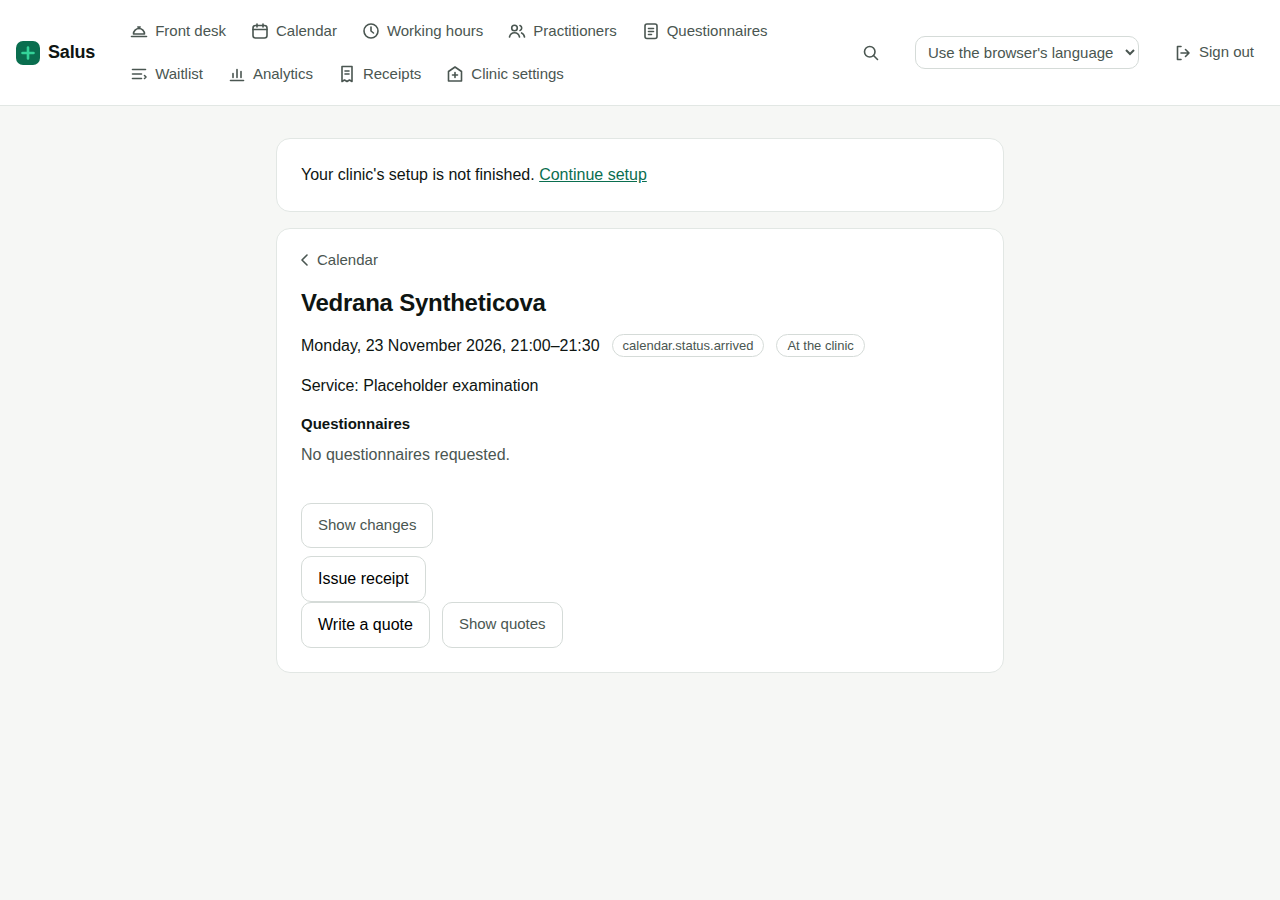 Salus
Front desk
Calendar
Working hours
Practitioners
Questionnaires
Waitlist
Analytics
Receipts
Clinic settings
Use the browser's language
Sign out
Your clinic's setup is not finished. Continue setup
Calendar
Vedrana Syntheticova
Monday, 23 November 2026, 21:00–21:30 calendar.status.arrived At the clinic
Service: Placeholder examination
Questionnaires
No questionnaires requested.
Show changes
Issue receipt
Write a quote
Show quotes